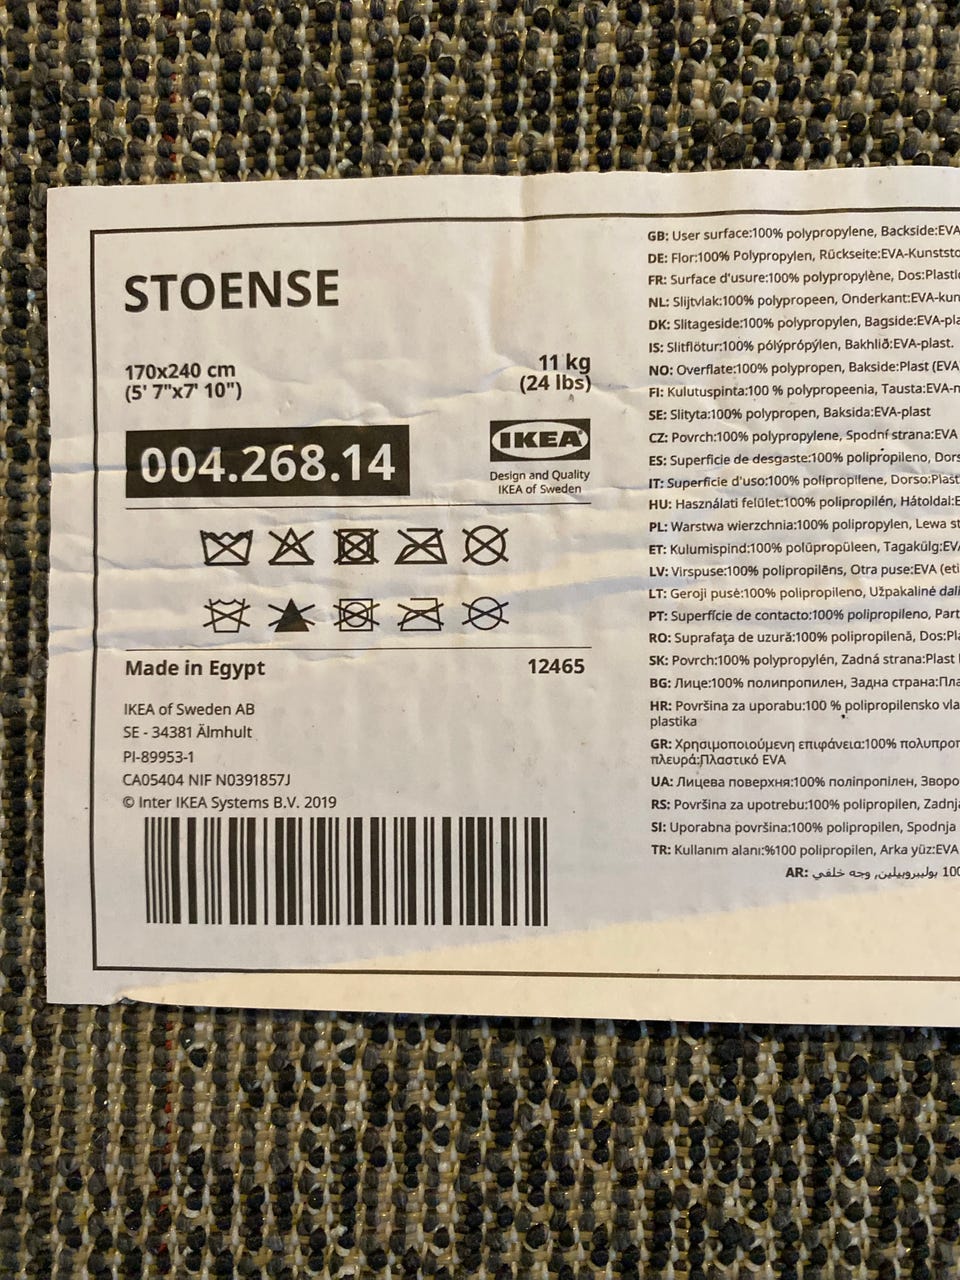 STOENSE
170x240 cm
(5' 7"x7' 10")
11 kg
(24 lbs)
004.268.14
IKEA
Design and Quality
IKEA of Sweden
Made in Egypt
12465
IKEA of Sweden AB
SE - 34381 Älmhult
PI-89953-1
CA05404 NIF N0391857J
© Inter IKEA Systems B.V. 2019
GB: User surface:100% polypropylene, Backside:EVA
DE: Flor:100% Polypropylen, Rückseite:EVA-Kunststo
FR: Surface d'usure:100% polypropylène, Dos:Plasti
NL: Slijtvlak:100% polypropeen, Onderkant:EVA-kun
DK: Slitageside:100% polypropylen, Bagside:EVA-pla
IS: Slitflötur:100% pólýprópýlen, Bakhlið:EVA-plast.
NO: Overflate:100% polypropen, Bakside:Plast (EVA
FI: Kulutuspinta:100 % polypropeenia, Tausta:EVA-
SE: Slityta:100% polypropen, Baksida:EVA-plast
CZ: Povrch:100% polypropylene, Spodní strana:EVA
ES: Superficie de desgaste:100% polipropileno, Dors
IT: Superficie d'uso:100% polipropilene, Dorso:Plast
HU: Használati felület:100% polipropilén, Hátoldal:E
PL: Warstwa wierzchnia:100% polipropylen, Lewa st
ET: Kulumispind:100% polüpropüleen, Tagakülg:EV
LV: Virspuse:100% polipropilēns, Otra puse:EVA (eti
LT: Geroji pusė:100% polipropileno, Užpakalinė dali
PT: Superfície de contacto:100% polipropileno, Part
RO: Suprafaţa de uzură:100% polipropilenă, Dos:Pl
SK: Povrch:100% polypropylén, Zadná strana:Plast
BG: Лице:100% полипропилен, Задна страна:Пла
HR: Površina za uporabu:100 % polipropilensko vla
plastika
GR: Χρησιμοποιούμενη επιφάνεια:100% πολυπροπ
πλευρά:Πλαστικό EVA
UA: Лицева поверхня:100% поліпропілен, Зворо
RS: Površina za upotrebu:100% polipropilen, Zadnj
SI: Uporabna površina:100% polipropilen, Spodnja
TR: Kullanım alanı:%100 polipropilen, Arka yüz:EVA
AR: 100 بوليبروبيلين, وجه خلفي